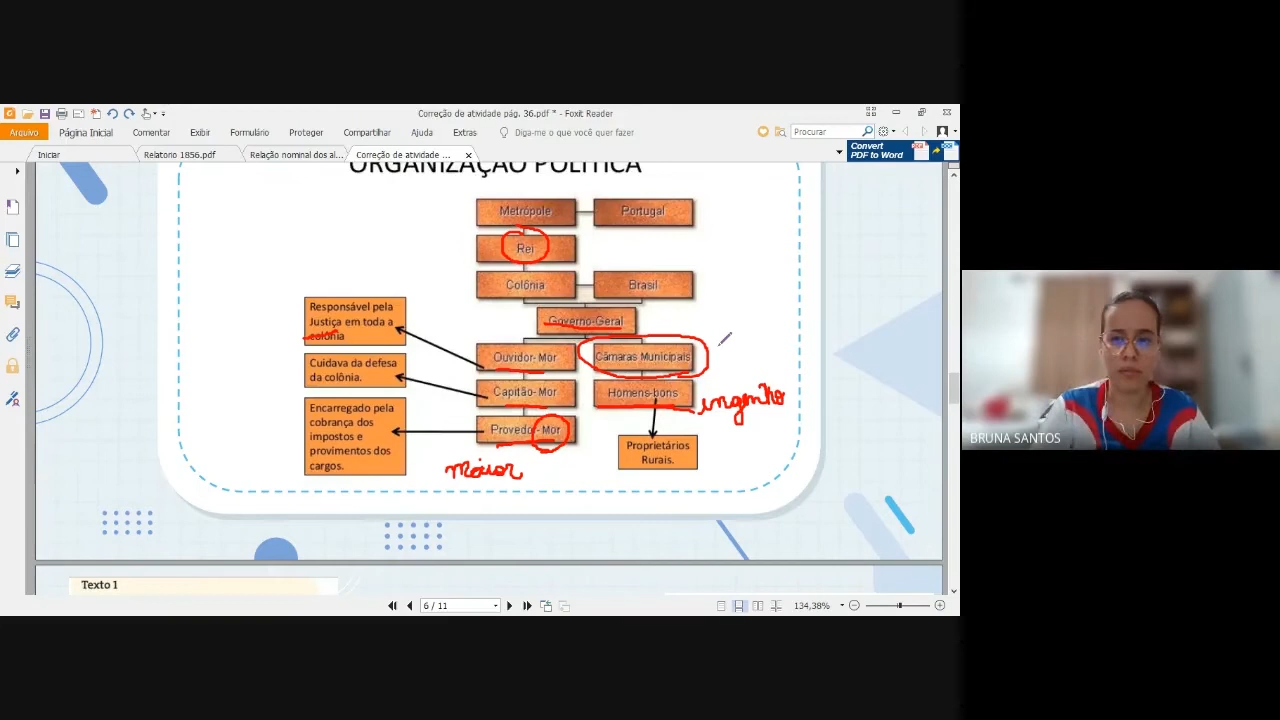 Correção de atividade pág. 36.pdf * - Foxit Reader
Arquivo
Página Inicial
Comentar
Exibir
Formulário
Proteger
Compartilhar
Ajuda
Extras
Diga-me o que você quer fazer
Procurar
Iniciar
Relatorio 1856.pdf
Relação nominal dos al...
Correção de atividade ...
Convert
PDF to Word
ORGANIZAÇÃO POLÍTICA
Metrópole
Portugal
Rei
Colônia
Brasil
Governo-Geral
Responsável pela
Justiça em toda a
colônia
Ouvidor-Mor
Câmaras Municipais
Cuidava da defesa
da colônia.
Capitão-Mor
Homens-bons
engenho
Encarregado pela
cobrança dos
impostos e
provimentos dos
cargos.
Provedor-Mor
Proprietários
Rurais.
maior
BRUNA SANTOS
Texto 1
6 / 11
134,38%